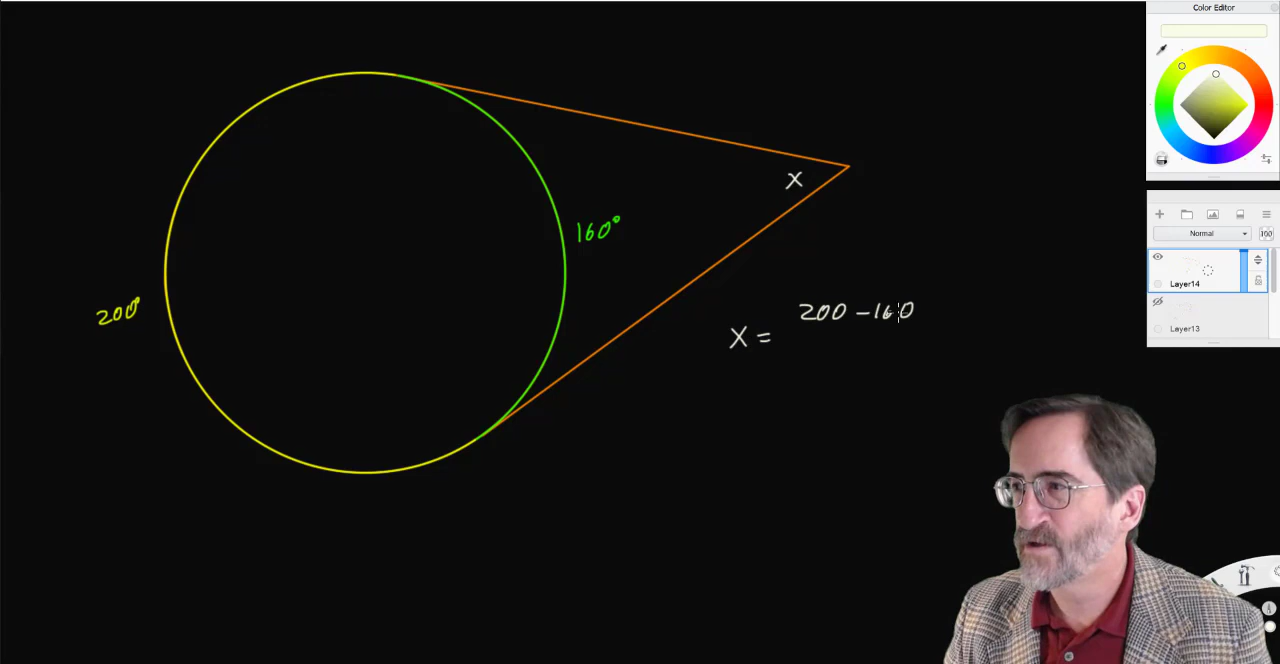 Color Editor
X
160°
200°
200 - 160
X =
Normal
100
Layer14
Layer13